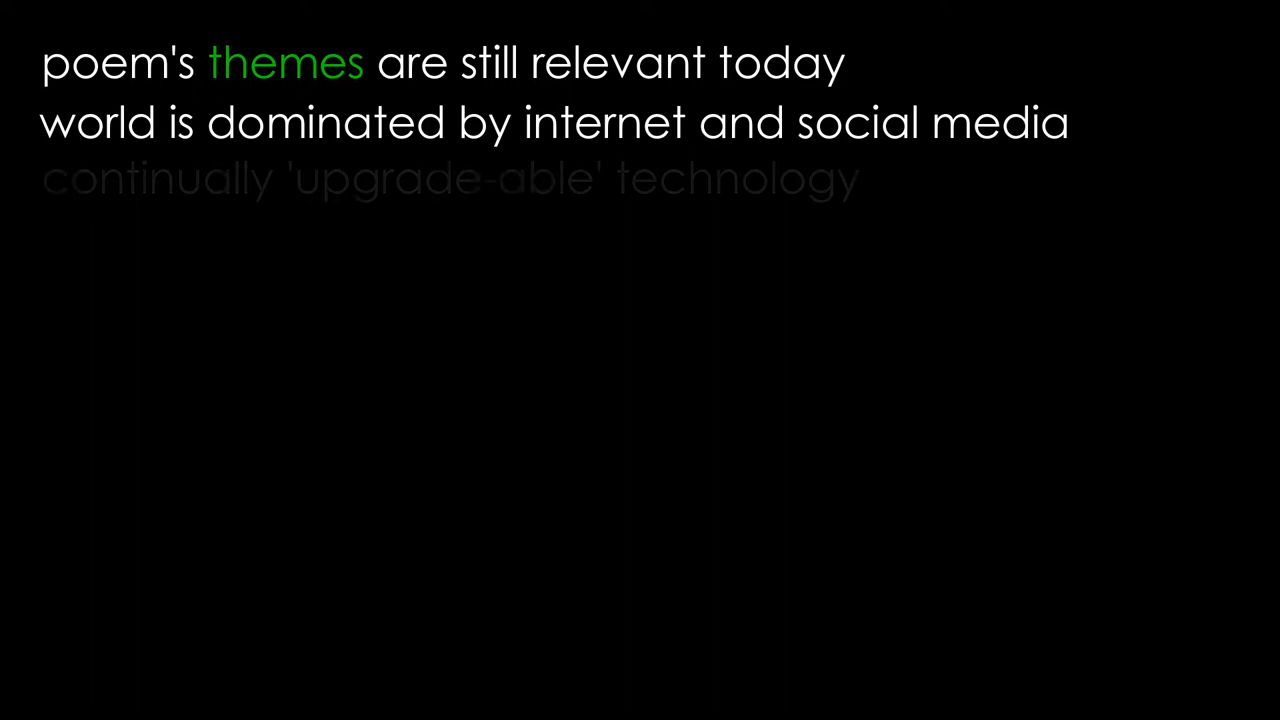 poem's themes are still relevant today
world is dominated by internet and social media
continually 'upgrade-able' technology